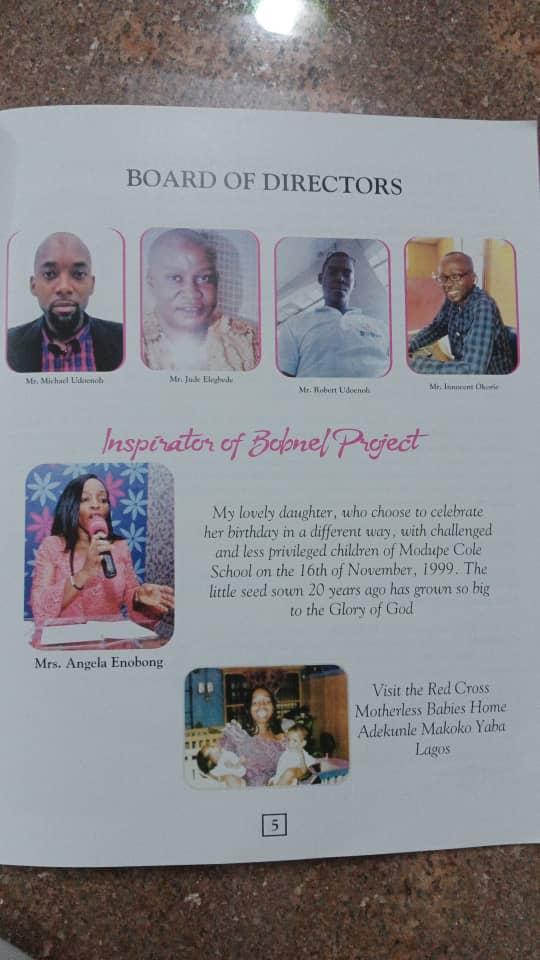 BOARD OF DIRECTORS
Mr. Michael Udoenoh
Mr. Jude Elegbede
Mr. Robert Udoenoh
Mr. Innocent Okorie
Inspirator of Bobnel Project
My lovely daughter, who choose to celebrate
her birthday in a different way, with challenged
and less privileged children of Modupe Cole
School on the 16th of November, 1999. The
little seed sown 20 years ago has grown so big
to the Glory of God
Mrs. Angela Enobong
Visit the Red Cross
Motherless Babies Home
Adekunle Makoko Yaba
Lagos
5